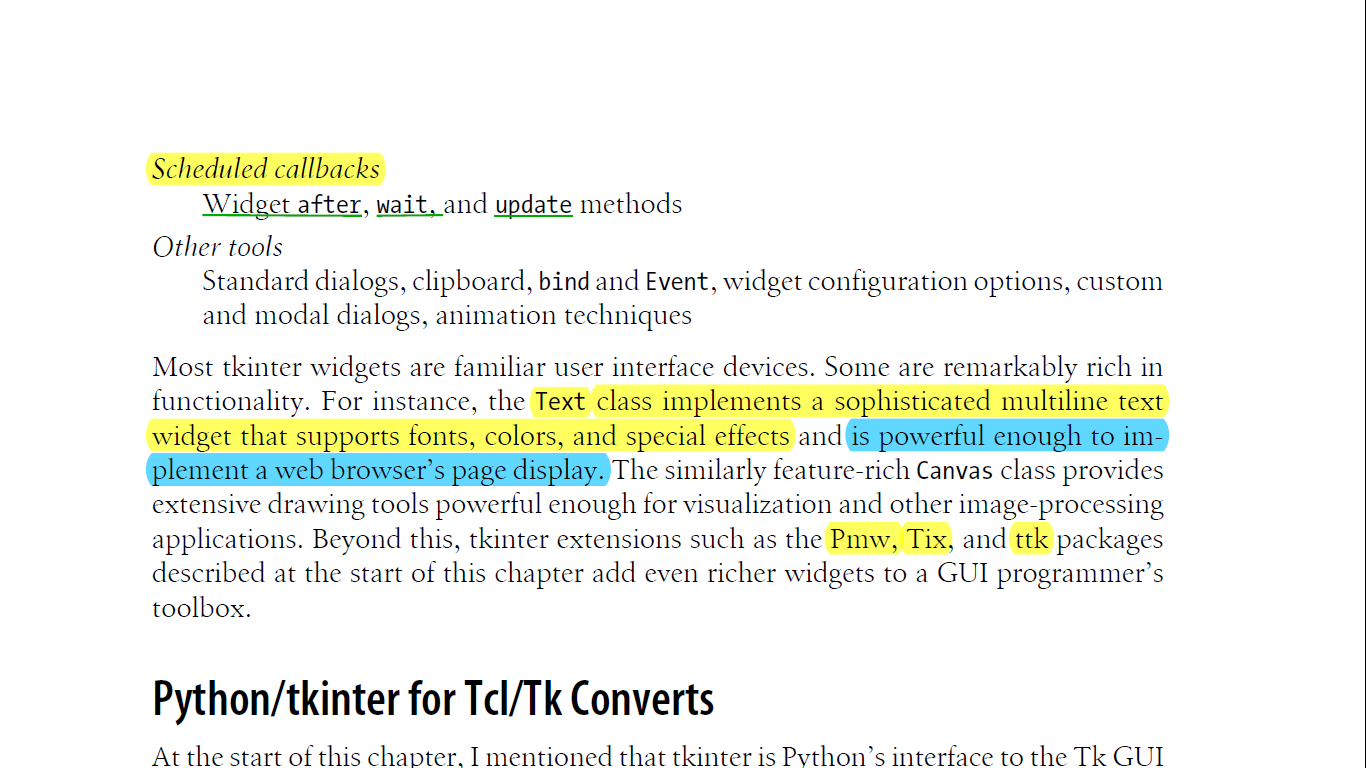 Scheduled callbacks
Widget after, wait, and update methods
Other tools
Standard dialogs, clipboard, bind and Event, widget configuration options, custom
and modal dialogs, animation techniques
Most tkinter widgets are familiar user interface devices. Some are remarkably rich in
functionality. For instance, the Text class implements a sophisticated multiline text
widget that supports fonts, colors, and special effects and is powerful enough to im-
plement a web browser’s page display. The similarly feature-rich Canvas class provides
extensive drawing tools powerful enough for visualization and other image-processing
applications. Beyond this, tkinter extensions such as the Pmw, Tix, and ttk packages
described at the start of this chapter add even richer widgets to a GUI programmer’s
toolbox.
Python/tkinter for Tcl/Tk Converts
At the start of this chapter, I mentioned that tkinter is Python’s interface to the Tk GUI